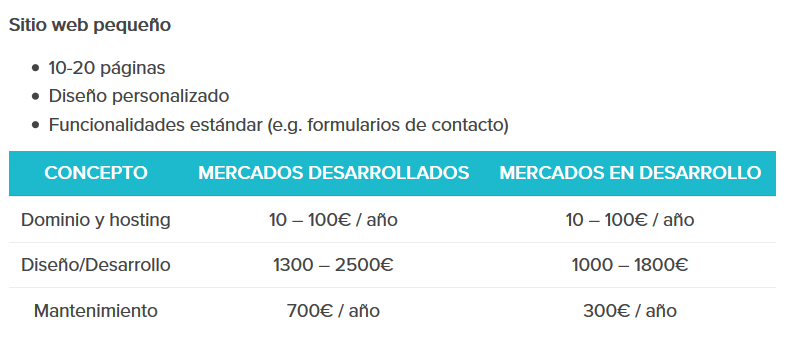 Sitio web pequeño
• 10-20 páginas
• Diseño personalizado
• Funcionalidades estándar (e.g. formularios de contacto)
CONCEPTO MERCADOS DESARROLLADOS MERCADOS EN DESARROLLO
Dominio y hosting 10 – 100€ / año 10 – 100€ / año
Diseño/Desarrollo 1300 – 2500€ 1000 – 1800€
Mantenimiento 700€ / año 300€ / año